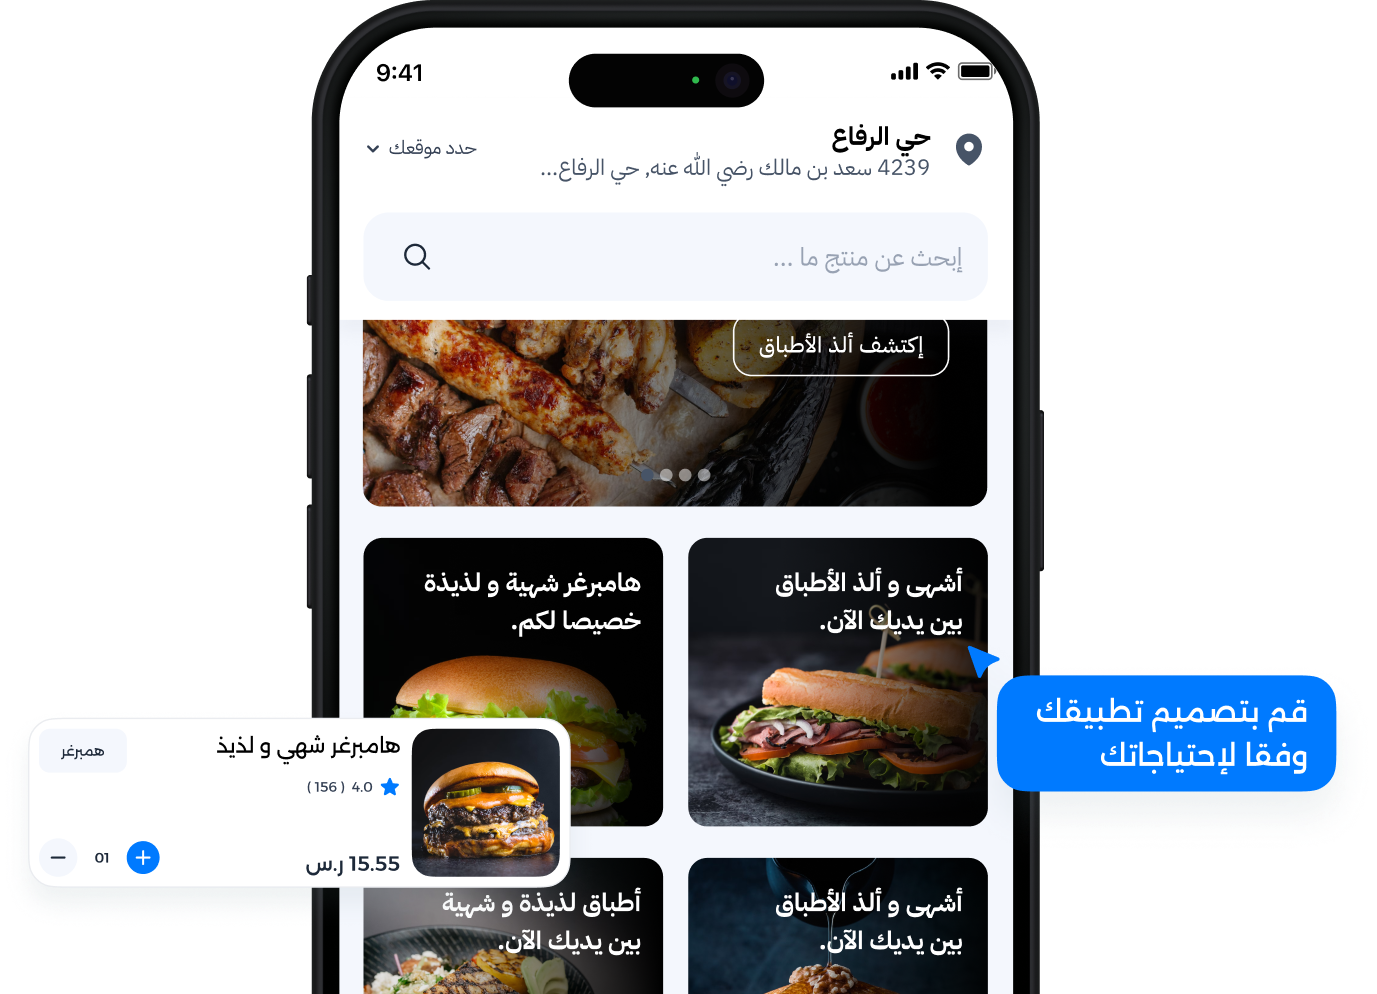 9:41
حي الرفاع
4239 سعد بن مالك رضي الله عنه, حي الرفاع...
حدد موقعك
إبحث عن منتج ما ...
إكتشف ألذ الأطباق
أشهى و ألذ الأطباق
بين يديك الآن.
هامبرغر شهية و لذيذة
خصيصا لكم.
قم بتصميم تطبيقك
وفقا لإحتياجاتك
هامبرغر شهي و لذيذ
همبرغر
4.0 ( 156 )
15.55 ر.س
01
أشهى و ألذ الأطباق
بين يديك الآن.
أطباق لذيذة و شهية
بين يديك الآن.